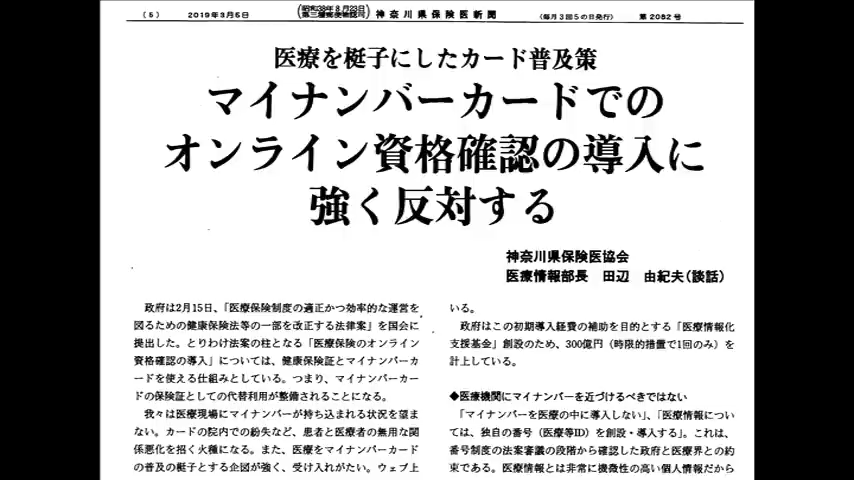 (5) 2019年3月5日 (昭和38年8月23日 第三種郵便物認可) 神奈川県保険医新聞 (毎月3回5の日発行) 第2082号
医療を梃子にしたカード普及策
マイナンバーカードでの
オンライン資格確認の導入に
強く反対する
神奈川県保険医協会
医療情報部長 田辺 由紀夫(談話)
政府は2月15日、「医療保険制度の適正かつ効率的な運営を
図るための健康保険法等の一部を改正する法律案」を国会に
提出した。とりわけ法案の柱となる「医療保険のオンライン
資格確認の導入」については、健康保険証とマイナンバーカ
ードを使える仕組みとしている。つまり、マイナンバーカー
ドの保険証としての代替利用が整備されることになる。
我々は医療現場にマイナンバーが持ち込まれる状況を望ま
ない。カードの院内での紛失など、患者と医療者の無用な関
係悪化を招く火種になる。また、医療をマイナンバーカード
の普及の梃子とする企図が強く、受け入れがたい。ウェブ上
いる。
政府はこの初期導入経費の補助を目的とする「医療情報化
支援基金」創設のため、300億円(時限的措置で1回のみ)を
計上している。
◆医療機関にマイナンバーを近づけるべきではない
「マイナンバーを医療の中に導入しない」、「医療情報につい
ては、独自の番号(医療等ID)を創設・導入する」。これは、
番号制度の法案審議の段階から確認した政府と医療界との約
束である。医療情報とは非常に機微性の高い個人情報だから